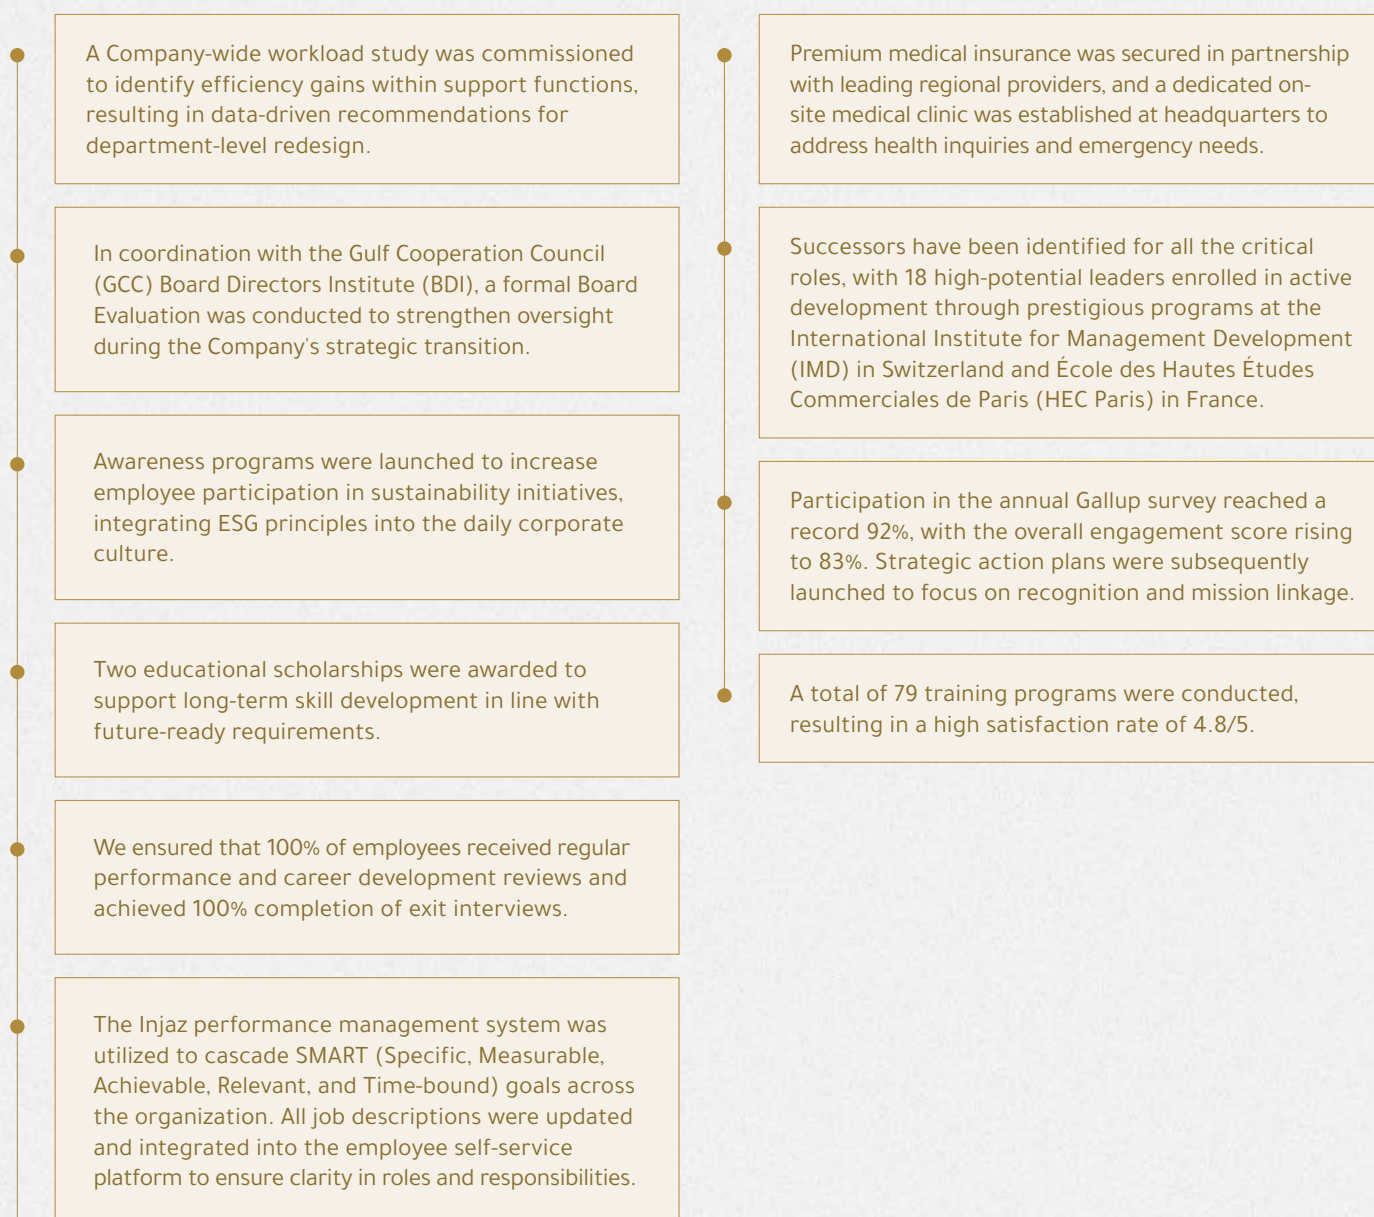 A Company-wide workload study was commissioned
to identify efficiency gains within support functions,
resulting in data-driven recommendations for
department-level redesign.
In coordination with the Gulf Cooperation Council
(GCC) Board Directors Institute (BDI), a formal Board
Evaluation was conducted to strengthen oversight
during the Company's strategic transition.
Awareness programs were launched to increase
employee participation in sustainability initiatives,
integrating ESG principles into the daily corporate
culture.
Two educational scholarships were awarded to
support long-term skill development in line with
future-ready requirements.
We ensured that 100% of employees received regular
performance and career development reviews and
achieved 100% completion of exit interviews.
The Injaz performance management system was
utilized to cascade SMART (Specific, Measurable,
Achievable, Relevant, and Time-bound) goals across
the organization. All job descriptions were updated
and integrated into the employee self-service
platform to ensure clarity in roles and responsibilities.
Premium medical insurance was secured in partnership
with leading regional providers, and a dedicated on-
site medical clinic was established at headquarters to
address health inquiries and emergency needs.
Successors have been identified for all the critical
roles, with 18 high-potential leaders enrolled in active
development through prestigious programs at the
International Institute for Management Development
(IMD) in Switzerland and École des Hautes Études
Commerciales de Paris (HEC Paris) in France.
Participation in the annual Gallup survey reached a
record 92%, with the overall engagement score rising
to 83%. Strategic action plans were subsequently
launched to focus on recognition and mission linkage.
A total of 79 training programs were conducted,
resulting in a high satisfaction rate of 4.8/5.